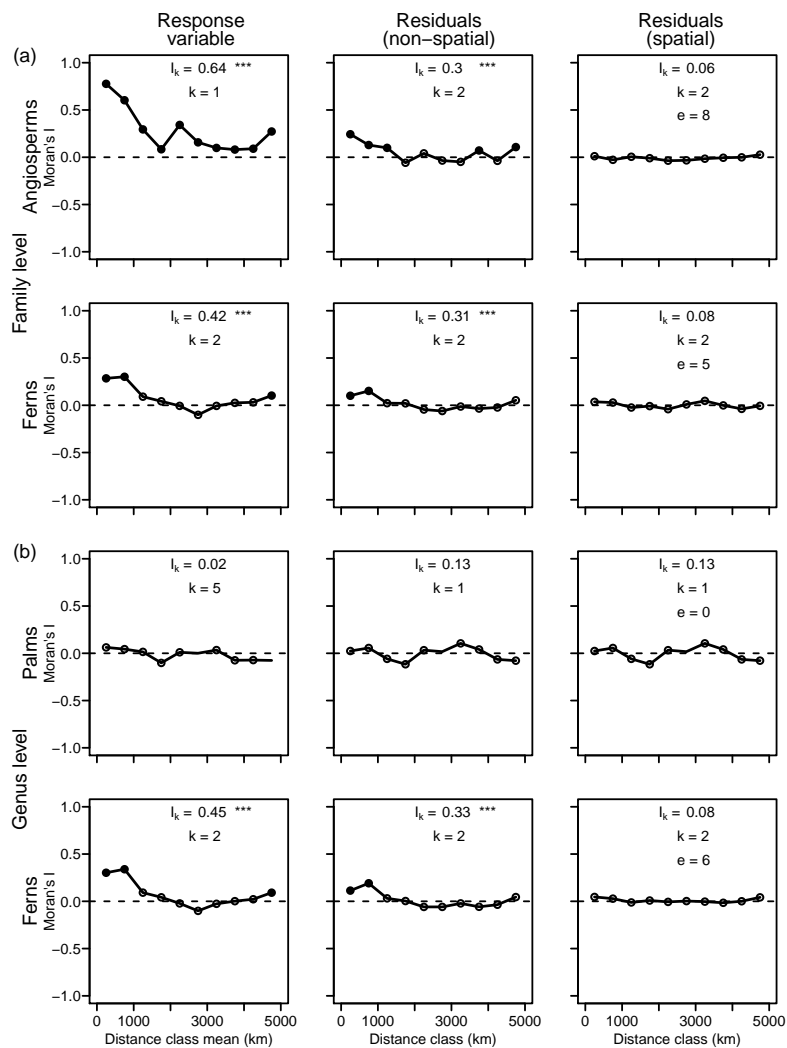 Response variable
Residuals (non−spatial)
Residuals (spatial)
(a)
Family level
Angiosperms
Moran's I
1.0
0.5
0.0
−0.5
−1.0
Ik = 0.64 ***
k = 1
Ik = 0.3 ***
k = 2
Ik = 0.06
k = 2
e = 8
Ferns
Moran's I
1.0
0.5
0.0
−0.5
−1.0
Ik = 0.42 ***
k = 2
Ik = 0.31 ***
k = 2
Ik = 0.08
k = 2
e = 5
(b)
Genus level
Palms
Moran's I
1.0
0.5
0.0
−0.5
−1.0
Ik = 0.02
k = 5
Ik = 0.13
k = 1
Ik = 0.13
k = 1
e = 0
Ferns
Moran's I
1.0
0.5
0.0
−0.5
−1.0
Ik = 0.45 ***
k = 2
Ik = 0.33 ***
k = 2
Ik = 0.08
k = 2
e = 6
0 1000 3000 5000
0 1000 3000 5000
0 1000 3000 5000
Distance class mean (km)
Distance class (km)
Distance class (km)